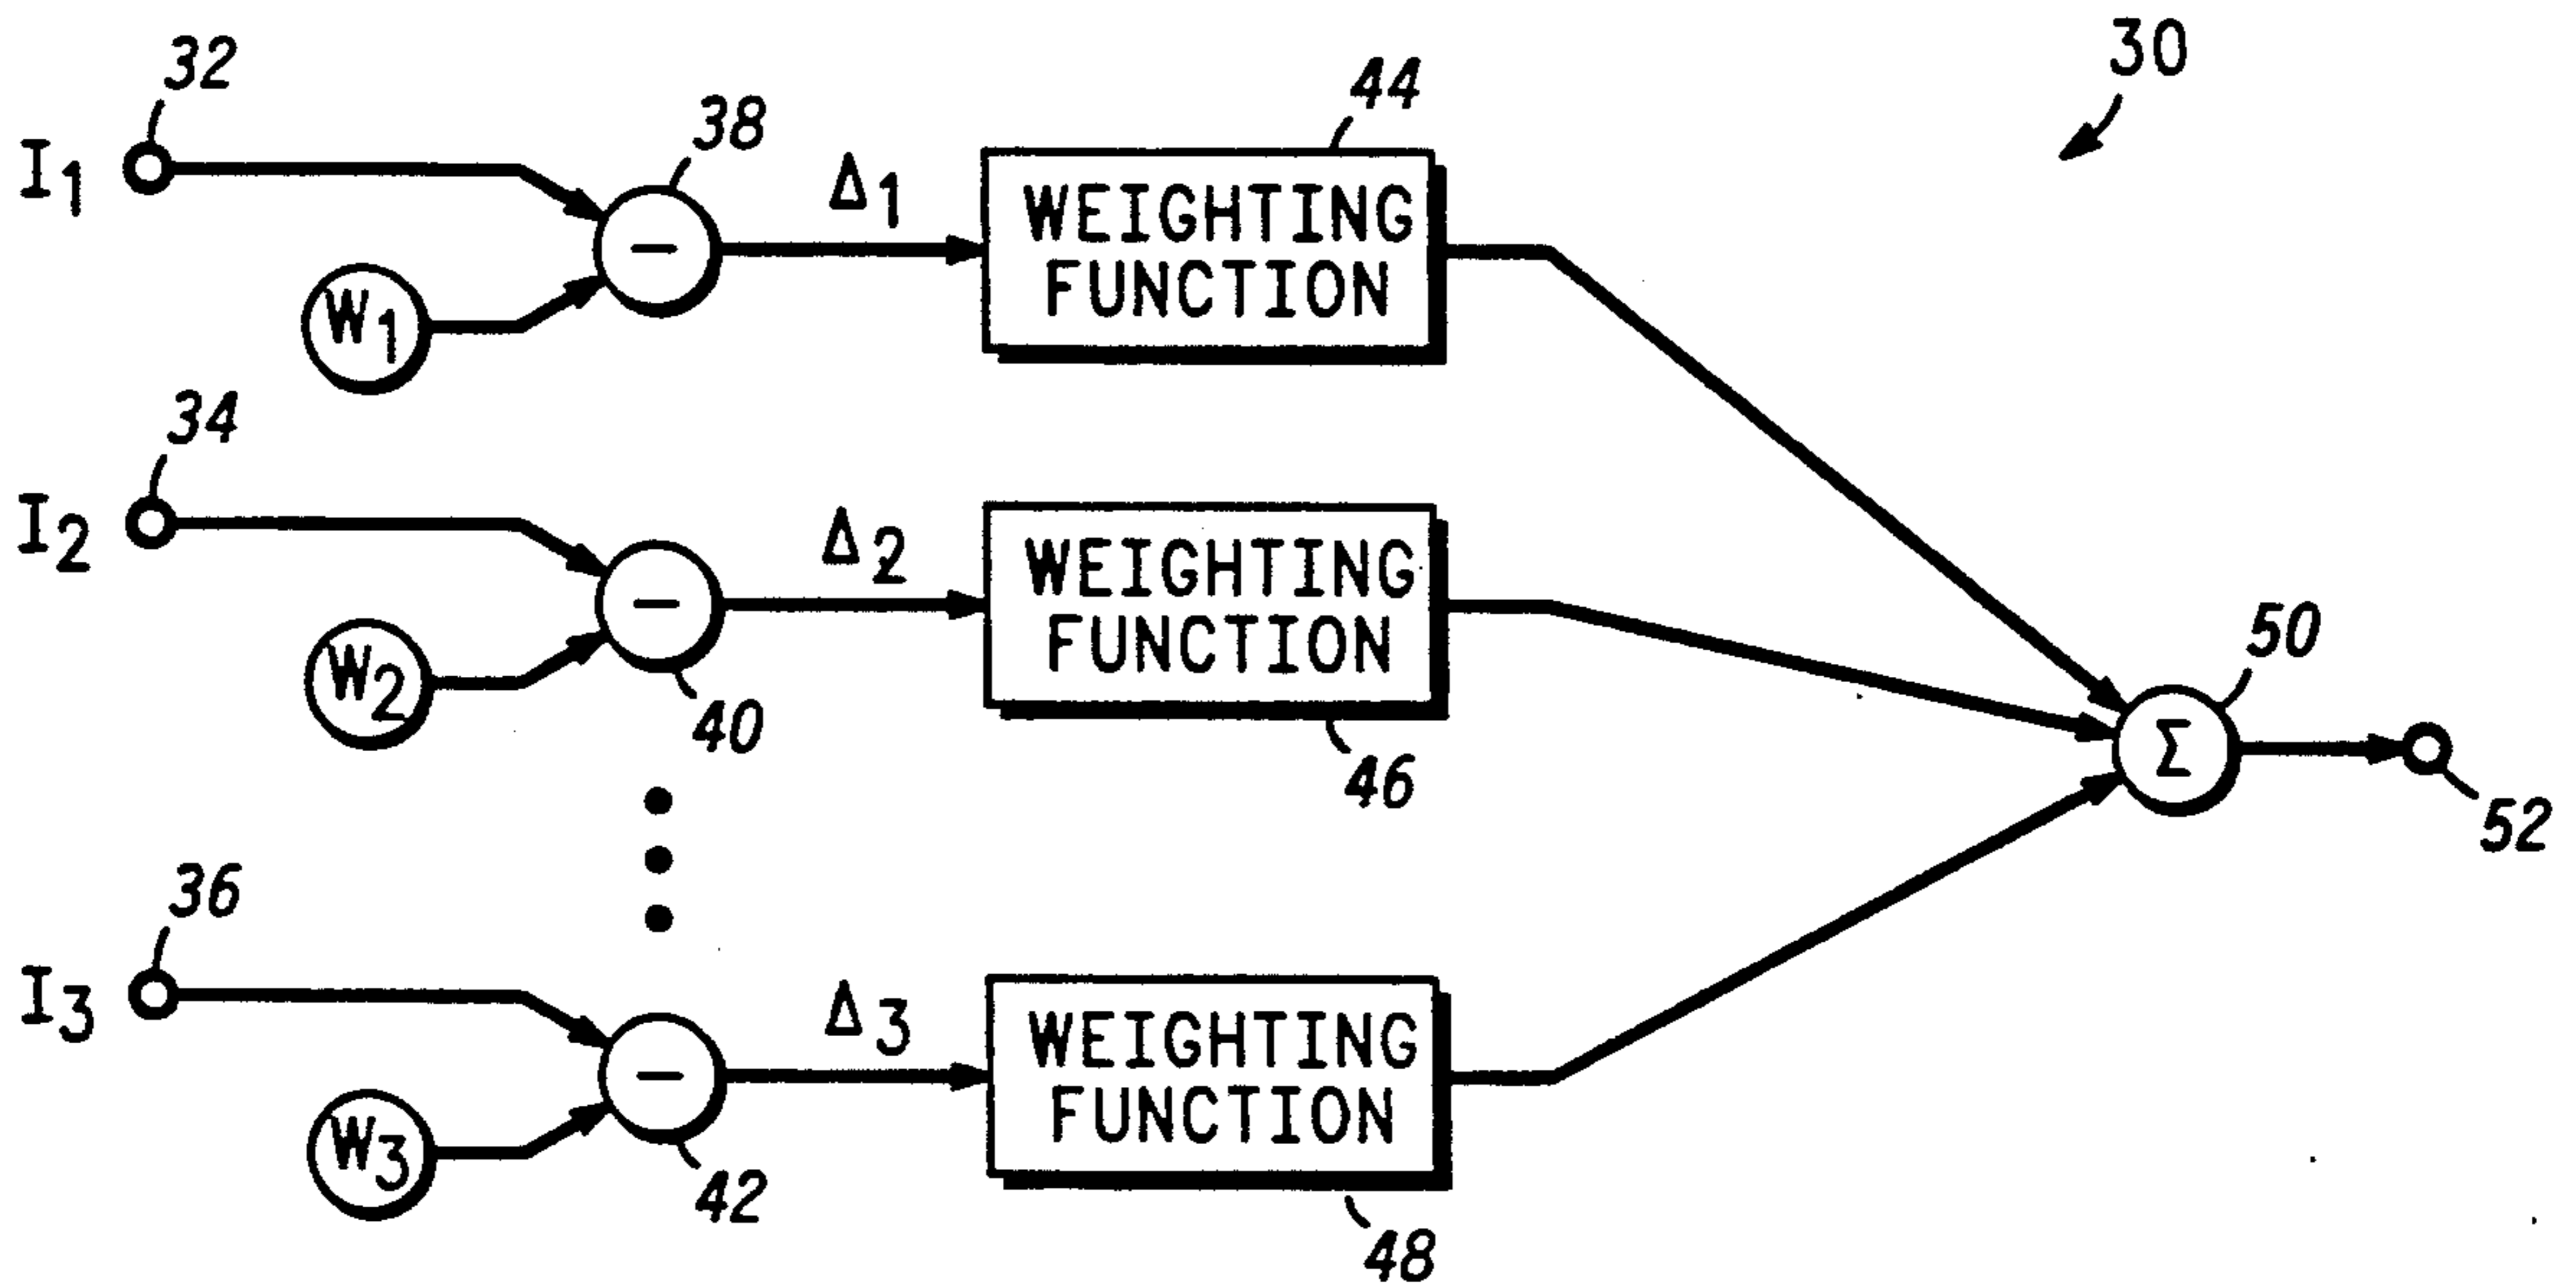 30
32
I1
38
Δ1
44
WEIGHTING
FUNCTION
−
W1
34
I2
Δ2
WEIGHTING
FUNCTION
−
W2
40
46
50
Σ
52
36
I3
Δ3
WEIGHTING
FUNCTION
−
W3
42
48